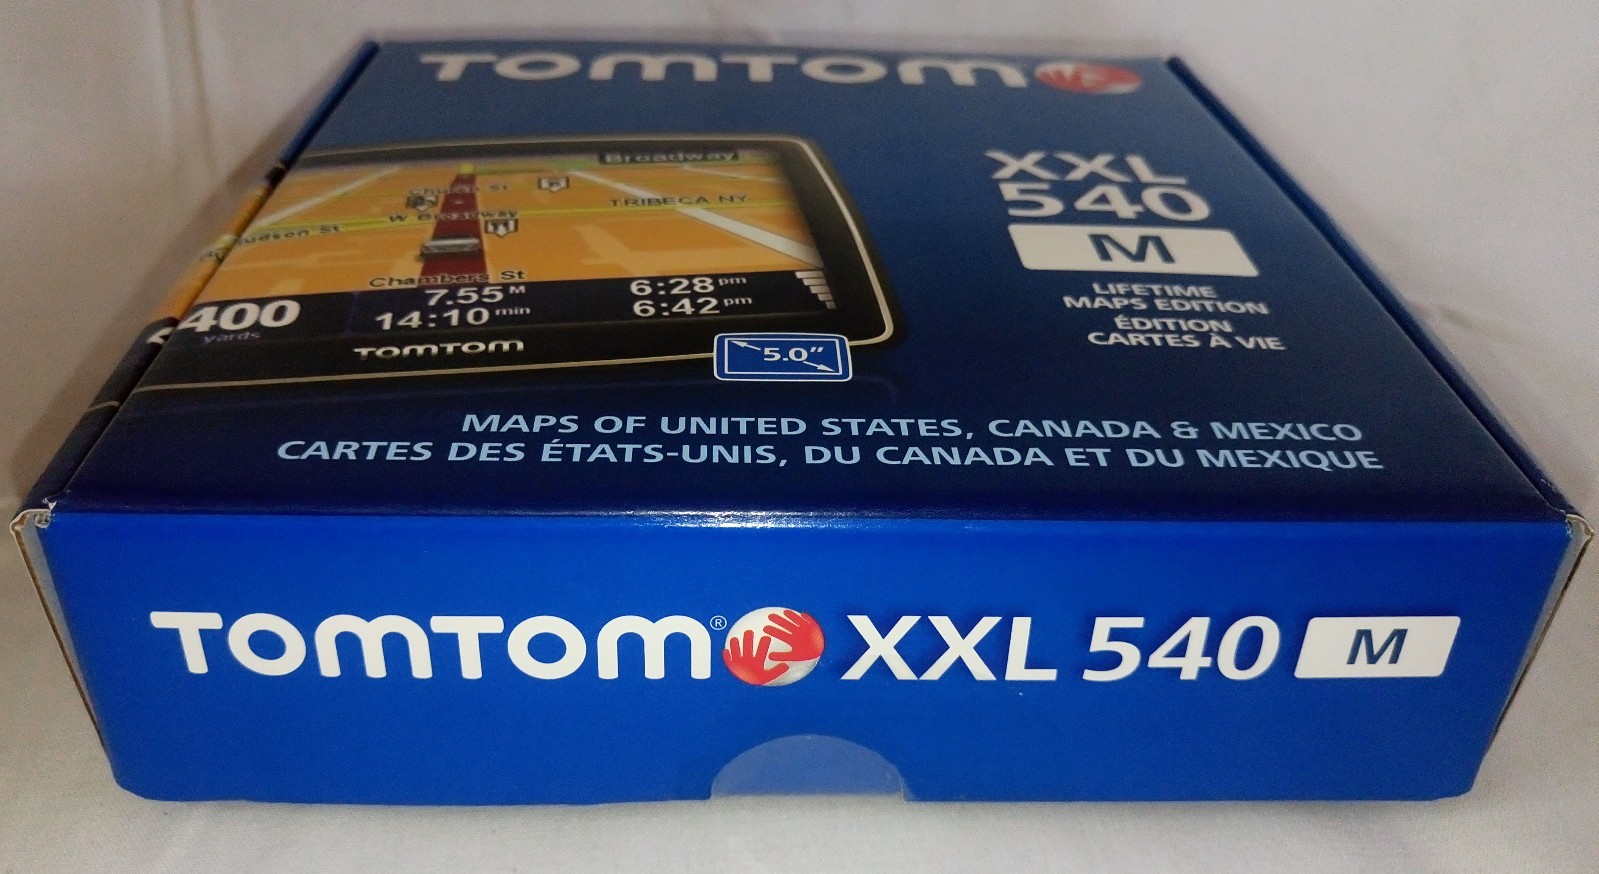 TOMTOM
XXL
540
M
LIFETIME
MAPS EDITION
ÉDITION
CARTES À VIE
Broadway
Church St
TRIBECA NY
W Broadway
Hudson St
Chambers St
400
yards
7.55 M
14:10 min
6:28 pm
6:42 pm
TOMTOM
5.0"
MAPS OF UNITED STATES, CANADA & MEXICO
CARTES DES ÉTATS-UNIS, DU CANADA ET DU MEXIQUE
TOMTOM® XXL 540 M